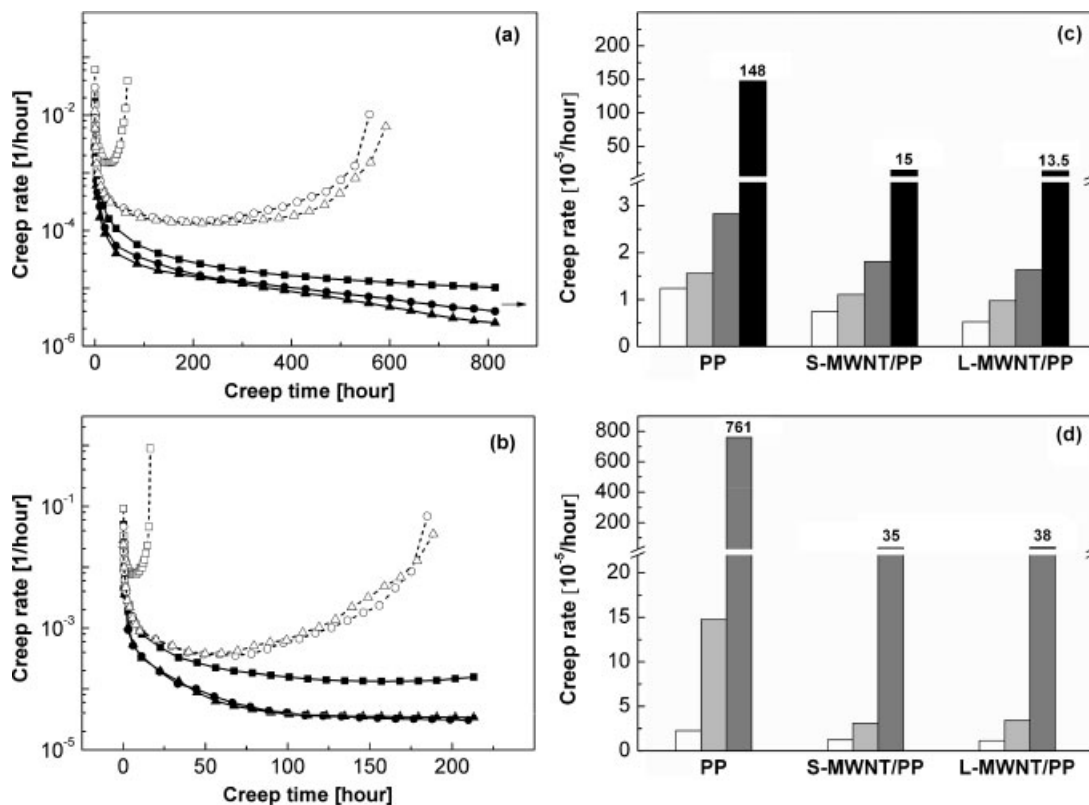 (a)
Creep rate [1/hour]
10⁻²
10⁻⁴
10⁻⁶
0 200 400 600 800
Creep time [hour]
(c)
Creep rate [10⁻⁵/hour]
250
200
150
100
50
3
2
1
0
148
15
13.5
PP S-MWNT/PP L-MWNT/PP
(b)
Creep rate [1/hour]
10⁻¹
10⁻³
10⁻⁵
0 50 100 150 200
Creep time [hour]
(d)
Creep rate [10⁻⁵/hour]
800
600
400
200
20
15
10
5
0
761
35
38
PP S-MWNT/PP L-MWNT/PP